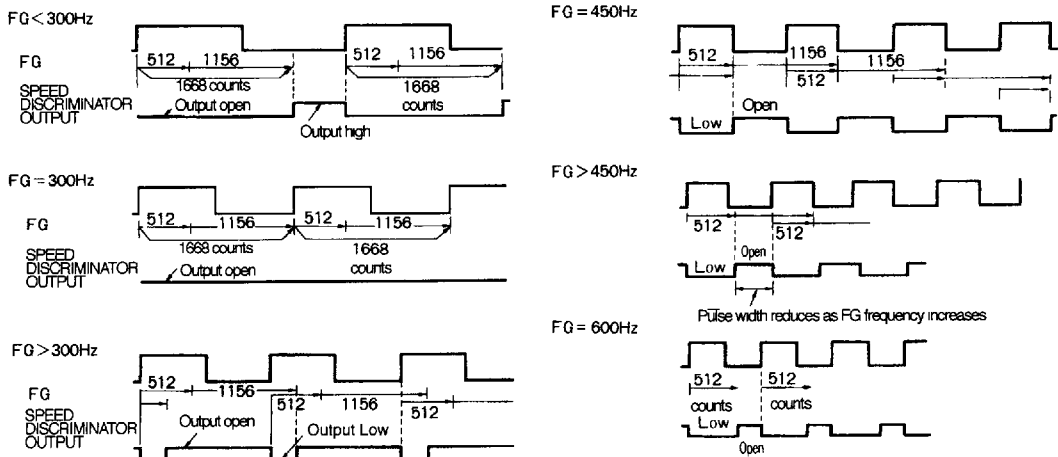 FG<300Hz
FG
512 1156 512 1156
1668 counts 1668
counts
SPEED
DISCRIMINATOR
OUTPUT
Output open
Output high
FG=300Hz
FG
512 1156 512 1156
1668 counts 1668
counts
SPEED
DISCRIMINATOR
OUTPUT
Output open
FG>300Hz
FG
512 1156 512 1156 512
SPEED
DISCRIMINATOR
OUTPUT
Output open
Output Low
FG=450Hz
512 1156 1156
512
Open
Low
FG>450Hz
512 512
Open
Low
Pulse width reduces as FG frequency increases
FG=600Hz
512 512
counts counts
Low
Open